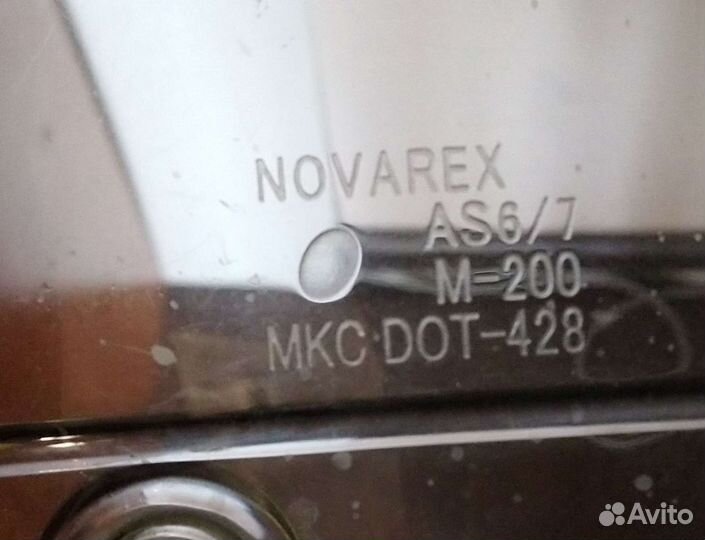 NOVAREX
AS6/7
M-200
MKC DOT-428
Avito